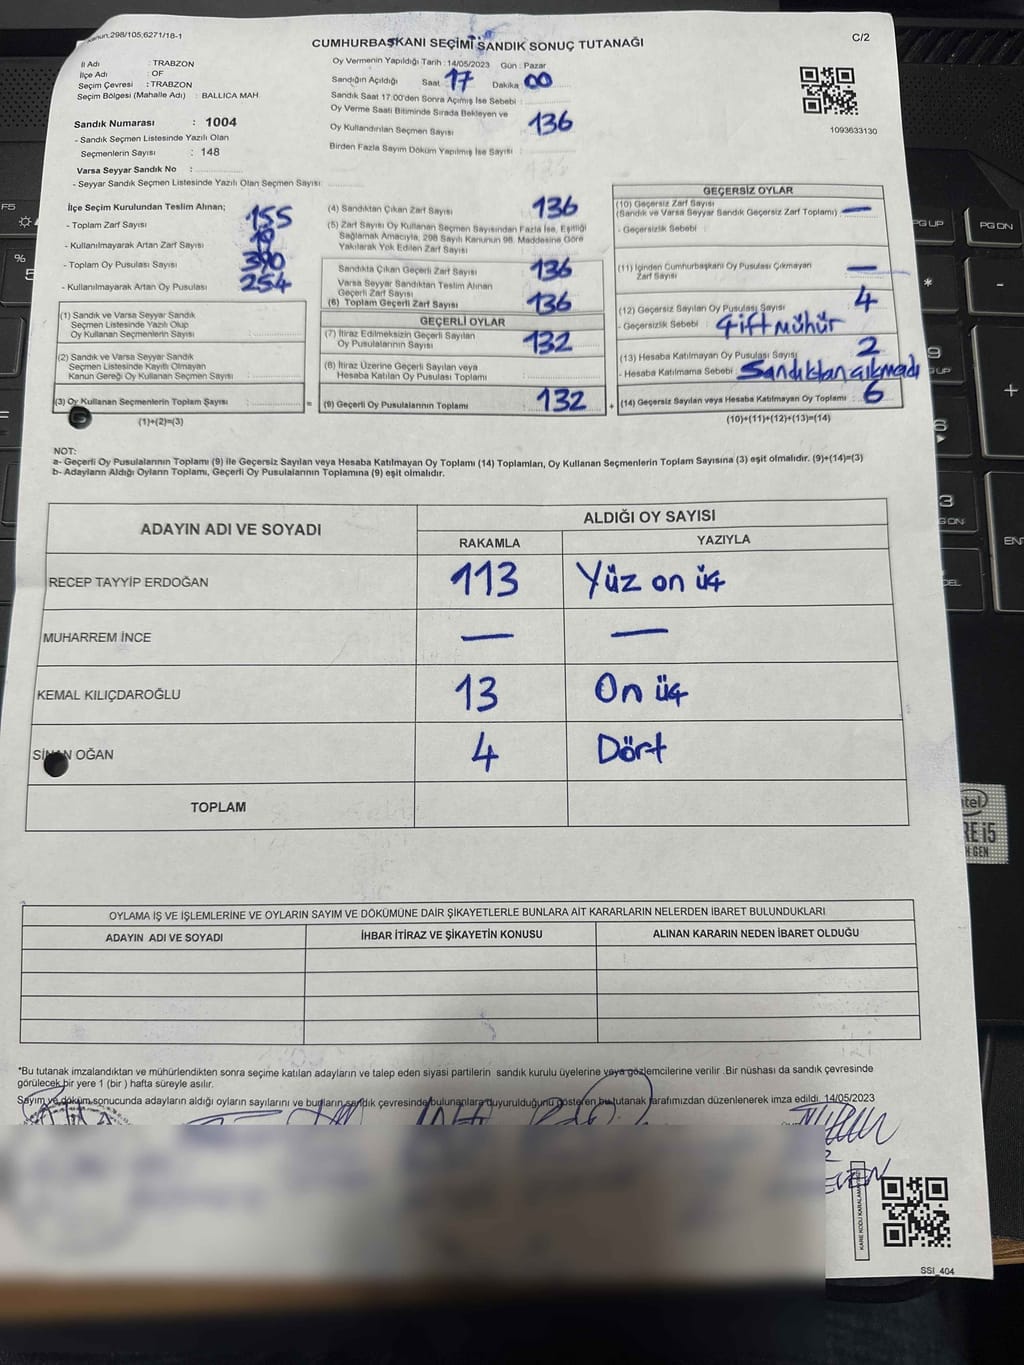 Kanun:298/105;6271/18-1
C/2
CUMHURBAŞKANI SEÇİMİ SANDIK SONUÇ TUTANAĞI
İl Adı : TRABZON
İlçe Adı : OF
Seçim Çevresi : TRABZON
Seçim Bölgesi (Mahalle Adı) : BALLICA MAH.
Sandık Numarası : 1004
- Sandık Seçmen Listesinde Yazılı Olan
Seçmenlerin Sayısı : 148
Varsa Seyyar Sandık No :
- Seyyar Sandık Seçmen Listesinde Yazılı Olan Seçmen Sayısı
Oy Vermenin Yapıldığı Tarih : 14/05/2023 Gün : Pazar
Sandığın Açıldığı Saat 17 Dakika 00
Sandık Saat 17.00'den Sonra Açılmış İse Sebebi :
Oy Verme Saati Bitiminde Sırada Bekleyen ve
Oy Kullandırılan Seçmen Sayısı 136
Birden Fazla Sayım Döküm Yapılmış İse Sayısı :
1093633130
İlçe Seçim Kurulundan Teslim Alınan;
- Toplam Zarf Sayısı 155
- Kullanılmayarak Artan Zarf Sayısı 19
- Toplam Oy Pusulası Sayısı 390
- Kullanılmayarak Artan Oy Pusulası 254
(1) Sandık ve Varsa Seyyar Sandık
Seçmen Listesinde Yazılı Olup
Oy Kullanan Seçmenlerin Sayısı
(2) Sandık ve Varsa Seyyar Sandık
Seçmen Listesinde Kayıtlı Olmayan
Kanun Gereği Oy Kullanan Seçmen Sayısı
(3) Oy Kullanan Seçmenlerin Toplam Sayısı =
(1)+(2)=(3)
(4) Sandıktan Çıkan Zarf Sayısı 136
(5) Zarf Sayısı Oy Kullanan Seçmen Sayısından Fazla İse, Eşitliği
Sağlamak Amacıyla, 298 Sayılı Kanunun 98. Maddesine Göre
Yakılarak Yok Edilen Zarf Sayısı
Sandıkta Çıkan Geçerli Zarf Sayısı 136
Varsa Seyyar Sandıktan Teslim Alınan
Geçerli Zarf Sayısı
(6) Toplam Geçerli Zarf Sayısı 136
GEÇERLİ OYLAR
(7) İtiraz Edilmeksizin Geçerli Sayılan
Oy Pusulalarının Sayısı 132
(8) İtiraz Üzerine Geçerli Sayılan veya
Hesaba Katılan Oy Pusulası Toplamı
(9) Geçerli Oy Pusulalarının Toplamı 132 +
GEÇERSİZ OYLAR
(10) Geçersiz Zarf Sayısı
(Sandık ve Varsa Seyyar Sandık Geçersiz Zarf Toplamı) —
- Geçersizlik Sebebi :
(11) İçinden Cumhurbaşkanı Oy Pusulası Çıkmayan
Zarf Sayısı —
(12) Geçersiz Sayılan Oy Pusulası Sayısı 4
- Geçersizlik Sebebi : Çift mühür
(13) Hesaba Katılmayan Oy Pusulası Sayısı 2
- Hesaba Katılmama Sebebi : Sandıktan çıkmadı
(14) Geçersiz Sayılan veya Hesaba Katılmayan Oy Toplamı : 6
(10)+(11)+(12)+(13)=(14)
NOT:
a- Geçerli Oy Pusulalarının Toplamı (9) ile Geçersiz Sayılan veya Hesaba Katılmayan Oy Toplamı (14) Toplamları, Oy Kullanan Seçmenlerin Toplam Sayısına (3) eşit olmalıdır. (9)+(14)=(3)
b- Adayların Aldığı Oyların Toplamı, Geçerli Oy Pusulalarının Toplamına (9) eşit olmalıdır.
ADAYIN ADI VE SOYADI
ALDIĞI OY SAYISI
RAKAMLA YAZIYLA
RECEP TAYYİP ERDOĞAN 113 Yüz on üç
MUHARREM İNCE — —
KEMAL KILIÇDAROĞLU 13 On üç
SİNAN OĞAN 4 Dört
TOPLAM
OYLAMA İŞ VE İŞLEMLERİNE VE OYLARIN SAYIM VE DÖKÜMÜNE DAİR ŞİKAYETLERLE BUNLARA AİT KARARLARIN NELERDEN İBARET BULUNDUKLARI
ADAYIN ADI VE SOYADI İHBAR İTİRAZ VE ŞİKAYETİN KONUSU ALINAN KARARIN NEDEN İBARET OLDUĞU
*Bu tutanak imzalandıktan ve mühürlendikten sonra seçime katılan adayların ve talep eden siyasi partilerin sandık kurulu üyelerine veya gözlemcilerine verilir .Bir nüshası da sandık çevresinde
görülecek bir yere 1 (bir ) hafta süreyle asılır.
Sayım ve döküm sonucunda adayların aldığı oyların sayılarını ve bunların sandık çevresinde bulunanlara duyurulduğunu gösteren bu tutanak tarafımızdan düzenlenerek imza edildi. 14/05/2023
SSI_404
F5
%
5
PG UP
PG DN
*
-
9
PG UP
+
6
3
PG DN
DEL
intel
CORE i5